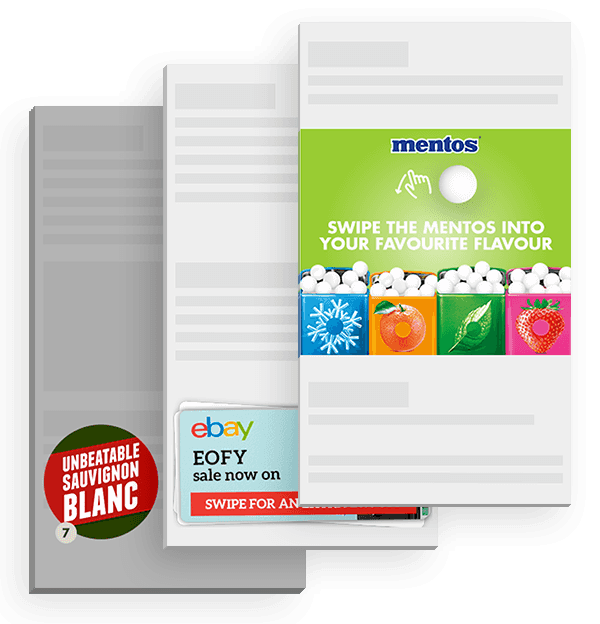 mentos
SWIPE THE MENTOS INTO
YOUR FAVOURITE FLAVOUR
ebay
EOFY
sale now on
SWIPE FOR AN
UNBEATABLE
SAUVIGNON
BLANC
7